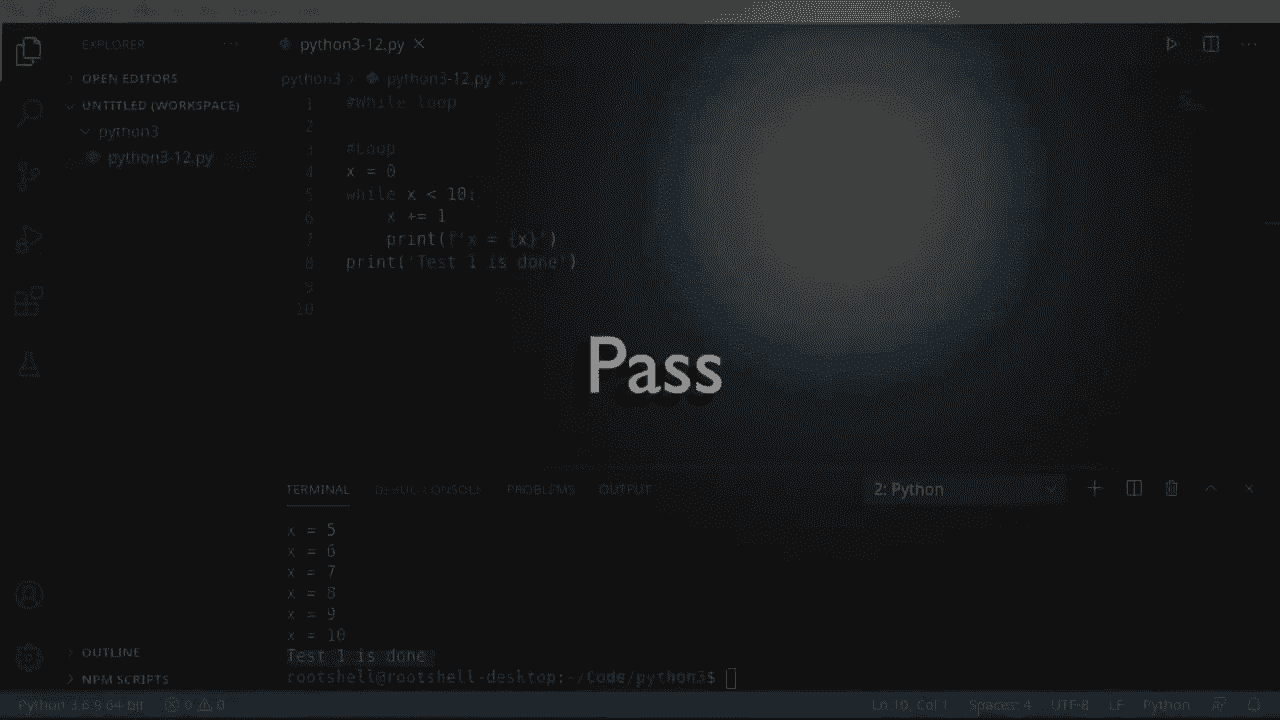 EXPLORER ...
python3-12.py
OPEN EDITORS
UNTITLED (WORKSPACE)
python3
python3-12.py
python3 > python3-12.py 2 ...
1 #While loop
2
3 #Loop
4 x = 0
5 while x < 10:
6 x += 1
7 print(f'x = {x}')
8 print('Test 1 is done')
9
10
Pass
TERMINAL DEBUG CONSOLE PROBLEMS OUTPUT 2: Python
x = 5
x = 6
x = 7
x = 8
x = 9
x = 10
Test 1 is done
rootshell@rootshell-desktop:~/Code/python3$
OUTLINE
NPM SCRIPTS
Python 3.6.9 64-bit 0 0 Ln 10, Col 1 Spaces: 4 UTF-8 LF Python